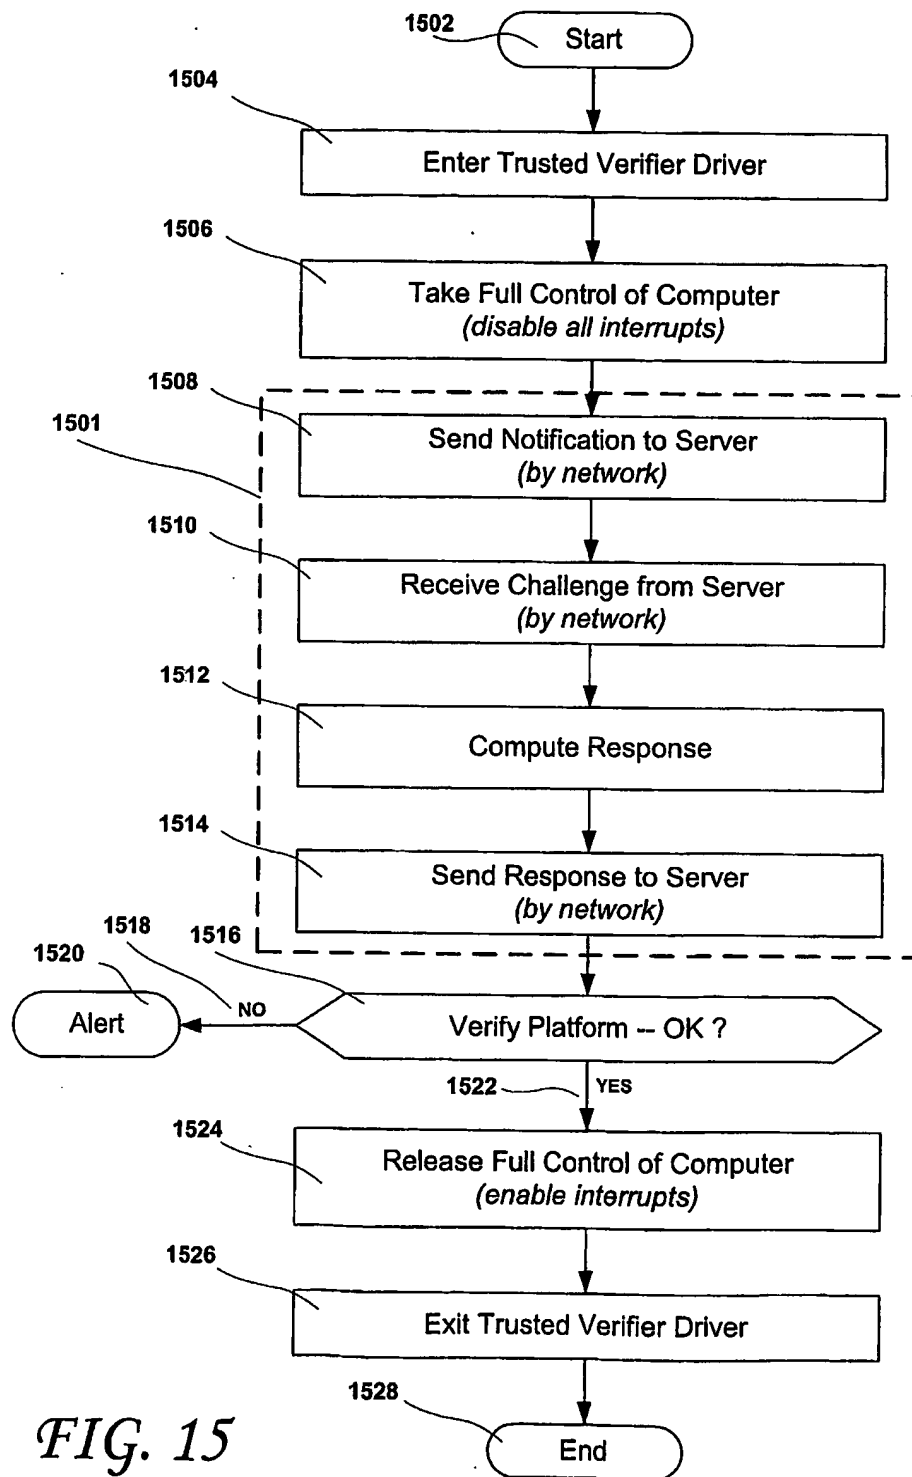 1502
Start
1504
Enter Trusted Verifier Driver
1506
Take Full Control of Computer
(disable all interrupts)
1508
1501
Send Notification to Server
(by network)
1510
Receive Challenge from Server
(by network)
1512
Compute Response
1514
Send Response to Server
(by network)
1516
1518
1520
NO
Alert
Verify Platform -- OK ?
1522
YES
1524
Release Full Control of Computer
(enable interrupts)
1526
Exit Trusted Verifier Driver
1528
End
FIG. 15